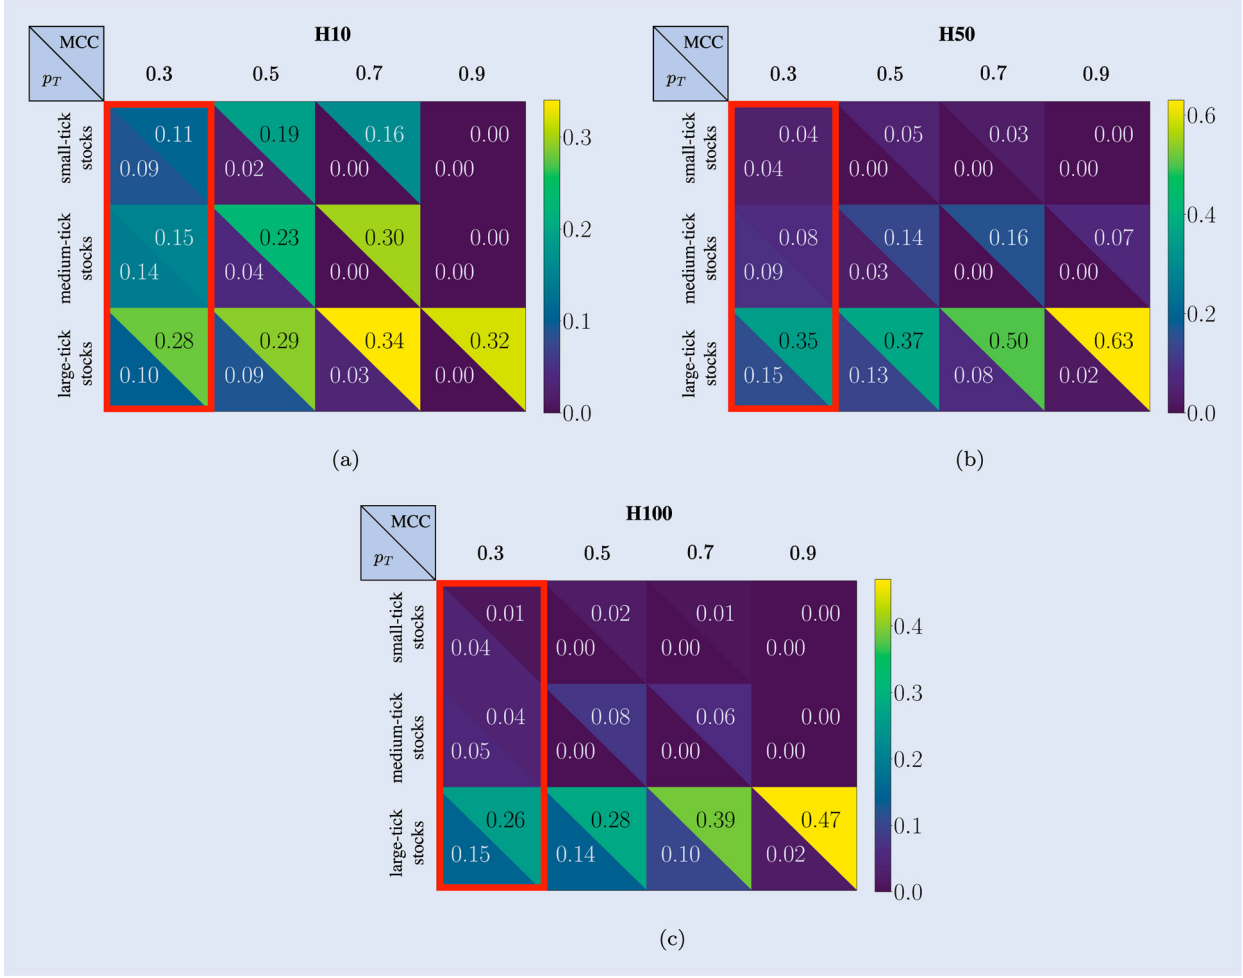 H10
MCC
p_T
0.3 0.5 0.7 0.9
small-tick stocks
0.11 0.19 0.16 0.00
0.09 0.02 0.00 0.00
medium-tick stocks
0.15 0.23 0.30 0.00
0.14 0.04 0.00 0.00
large-tick stocks
0.28 0.29 0.34 0.32
0.10 0.09 0.03 0.00
0.3
0.2
0.1
0.0
(a)
H50
MCC
p_T
0.3 0.5 0.7 0.9
small-tick stocks
0.04 0.05 0.03 0.00
0.04 0.00 0.00 0.00
medium-tick stocks
0.08 0.14 0.16 0.07
0.09 0.03 0.00 0.00
large-tick stocks
0.35 0.37 0.50 0.63
0.15 0.13 0.08 0.02
0.6
0.4
0.2
0.0
(b)
H100
MCC
p_T
0.3 0.5 0.7 0.9
small-tick stocks
0.01 0.02 0.01 0.00
0.04 0.00 0.00 0.00
medium-tick stocks
0.04 0.08 0.06 0.00
0.05 0.00 0.00 0.00
large-tick stocks
0.26 0.28 0.39 0.47
0.15 0.14 0.10 0.02
0.4
0.3
0.2
0.1
0.0
(c)